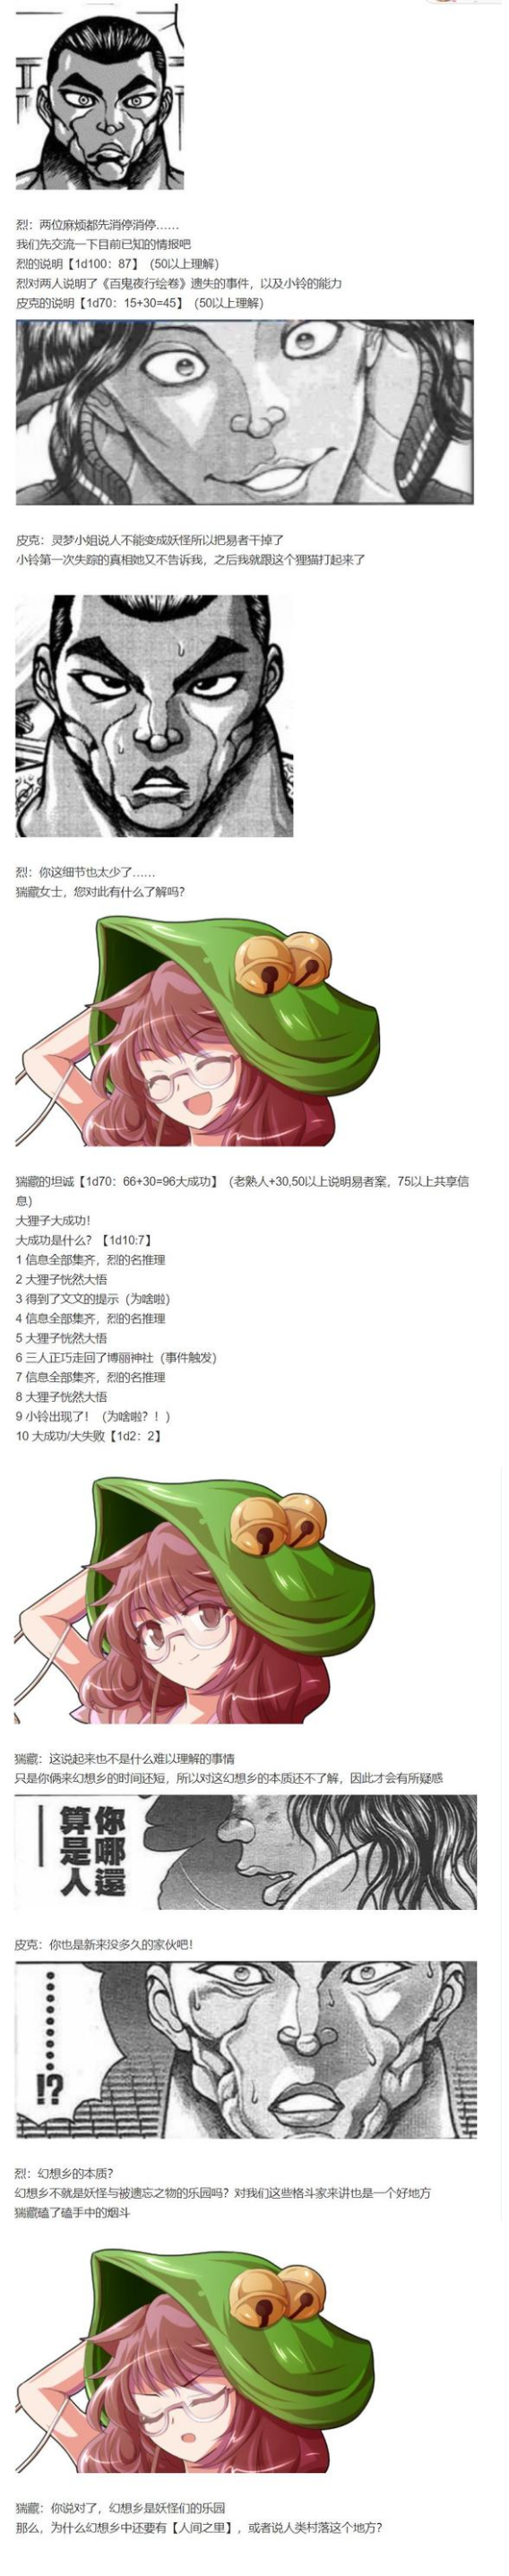 烈：两位麻烦都先消停消停……
我们先交流一下目前已知的情报吧
烈的说明【1d100：87】（50以上理解）
烈对两人说明了《百鬼夜行绘卷》遗失的事件，以及小铃的能力
皮克的说明【1d70：15+30=45】（50以上理解）
皮克：灵梦小姐说人不能变成妖怪所以把易者干掉了
小铃第一次失踪的真相她又不告诉我，之后我就跟这个狸猫打起来了
烈：你这细节也太少了……
猯藏女士，您对此有什么了解吗？
猯藏的坦诚【1d70：66+30=96大成功】（老熟人+30,50以上说明易者案，75以上共享信
息）
大狸子大成功！
大成功是什么？【1d10:7】
1 信息全部集齐，烈的名推理
2 大狸子恍然大悟
3 得到了文文的提示（为啥啦）
4 信息全部集齐，烈的名推理
5 大狸子恍然大悟
6 三人正巧走回了博丽神社（事件触发）
7 信息全部集齐，烈的名推理
8 大狸子恍然大悟
9 小铃出现了！（为啥啦？！）
10 大成功/大失败【1d2：2】
猯藏：这说起来也不是什么难以理解的事情
只是你俩来幻想乡的时间还短，所以对这幻想乡的本质还不了解，因此才会有所疑惑
你哪還
算是人
——
皮克：你也是新来没多久的家伙吧！
………!?
烈：幻想乡的本质？
幻想乡不就是妖怪与被遗忘之物的乐园吗？对我们这些格斗家来讲也是一个好地方
猯藏磕了磕手中的烟斗
猯藏：你说对了，幻想乡是妖怪们的乐园
那么，为什么幻想乡中还要有【人间之里】，或者说人类村落这个地方？